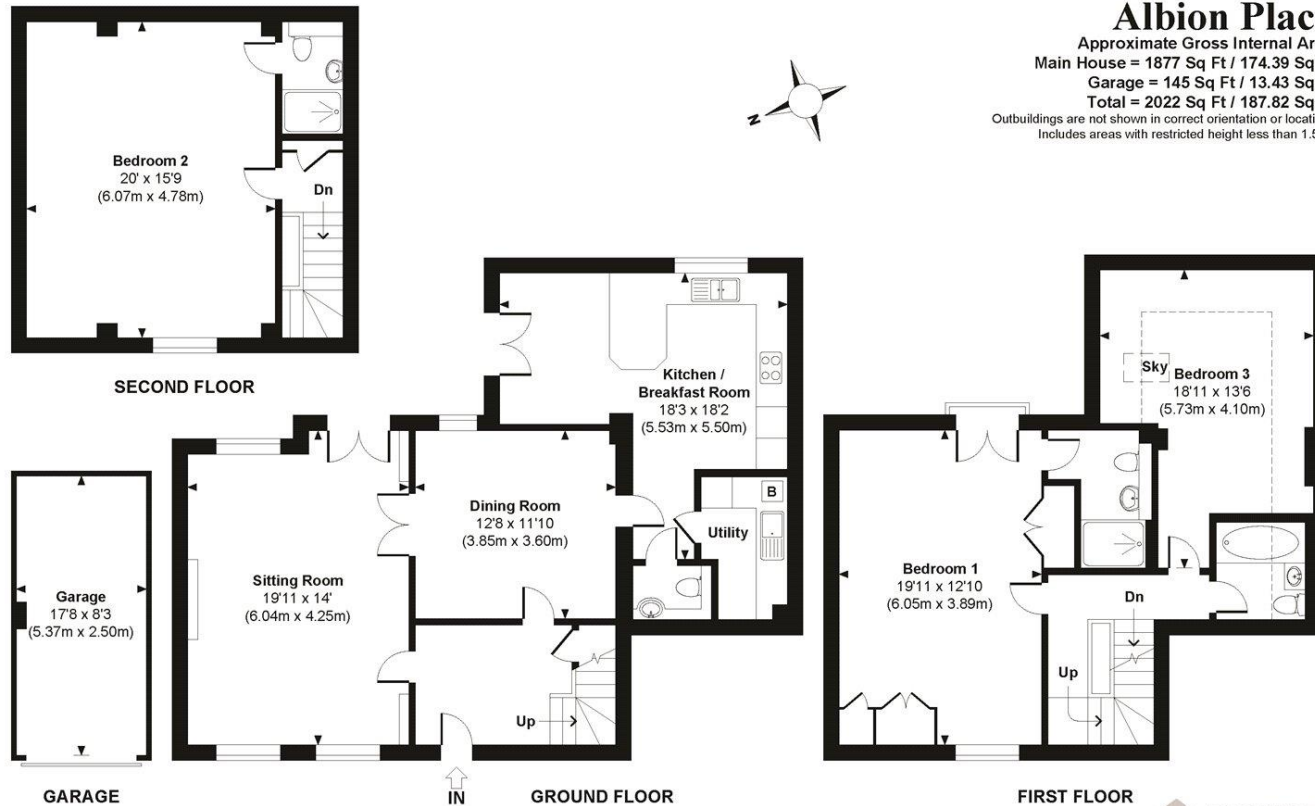 Albion Plac
Approximate Gross Internal Ar
Main House = 1877 Sq Ft / 174.39 Sq
Garage = 145 Sq Ft / 13.43 Sq
Total = 2022 Sq Ft / 187.82 Sq
Outbuildings are not shown in correct orientation or locati
Includes areas with restricted height less than 1.5
N
Bedroom 2
20' x 15'9
(6.07m x 4.78m)
Dn
SECOND FLOOR
Garage
17'8 x 8'3
(5.37m x 2.50m)
GARAGE
Kitchen /
Breakfast Room
18'3 x 18'2
(5.53m x 5.50m)
Dining Room
12'8 x 11'10
(3.85m x 3.60m)
B
Utility
Sitting Room
19'11 x 14'
(6.04m x 4.25m)
Up
IN
GROUND FLOOR
Sky
Bedroom 3
18'11 x 13'6
(5.73m x 4.10m)
Bedroom 1
19'11 x 12'10
(6.05m x 3.89m)
Dn
Up
FIRST FLOOR